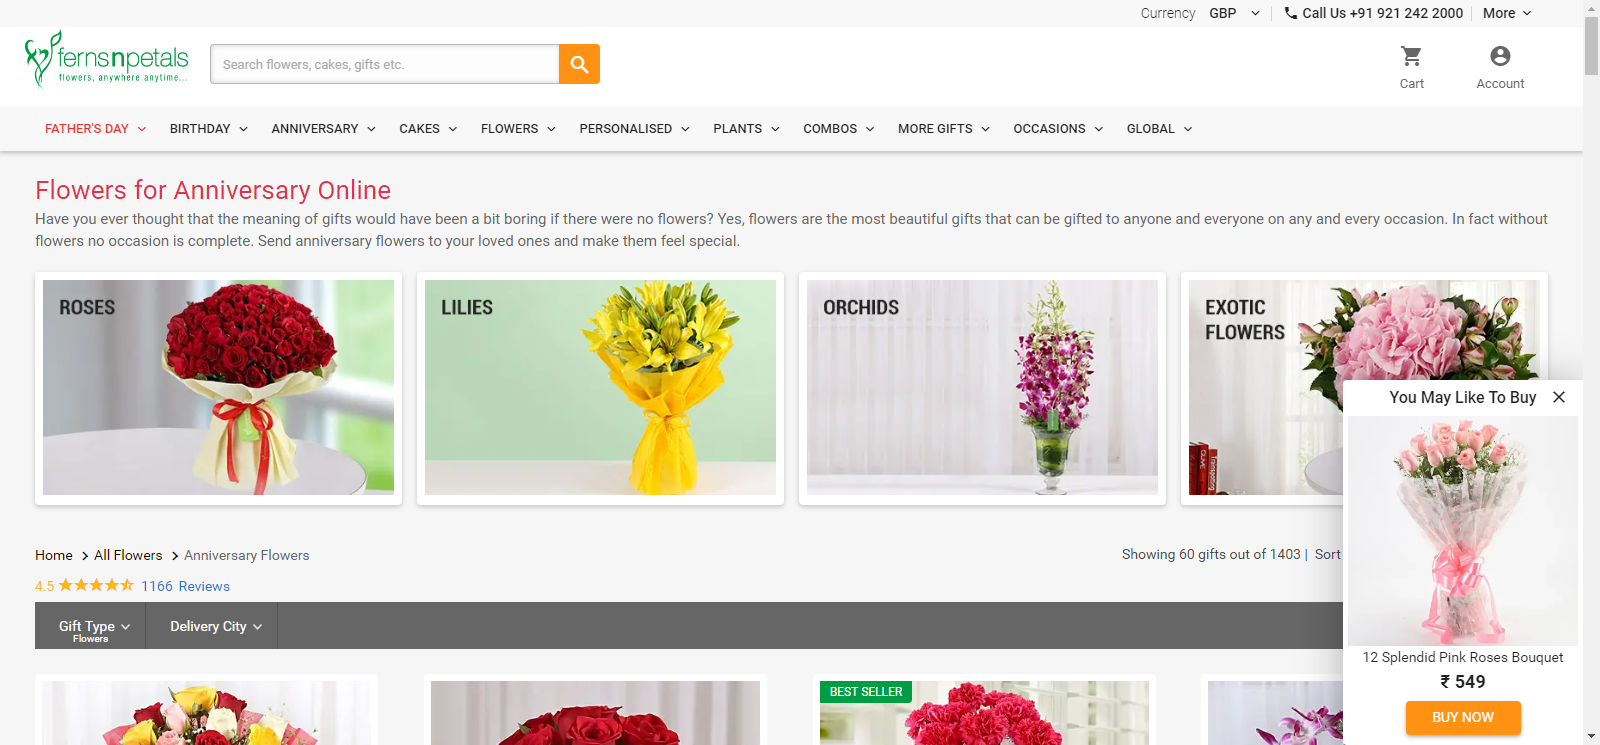 Currency GBP Call Us +91 921 242 2000 More
fernsnpetals
flowers, anywhere anytime...
Search flowers, cakes, gifts etc.
Cart Account
FATHER'S DAY BIRTHDAY ANNIVERSARY CAKES FLOWERS PERSONALISED PLANTS COMBOS MORE GIFTS OCCASIONS GLOBAL
Flowers for Anniversary Online
Have you ever thought that the meaning of gifts would have been a bit boring if there were no flowers? Yes, flowers are the most beautiful gifts that can be gifted to anyone and everyone on any and every occasion. In fact without
flowers no occasion is complete. Send anniversary flowers to your loved ones and make them feel special.
ROSES
LILIES
ORCHIDS
EXOTIC
FLOWERS
Home All Flowers Anniversary Flowers
Showing 60 gifts out of 1403 | Sort
4.5 1166 Reviews
Gift Type
Flowers
Delivery City
BEST SELLER
You May Like To Buy
12 Splendid Pink Roses Bouquet
₹ 549
BUY NOW